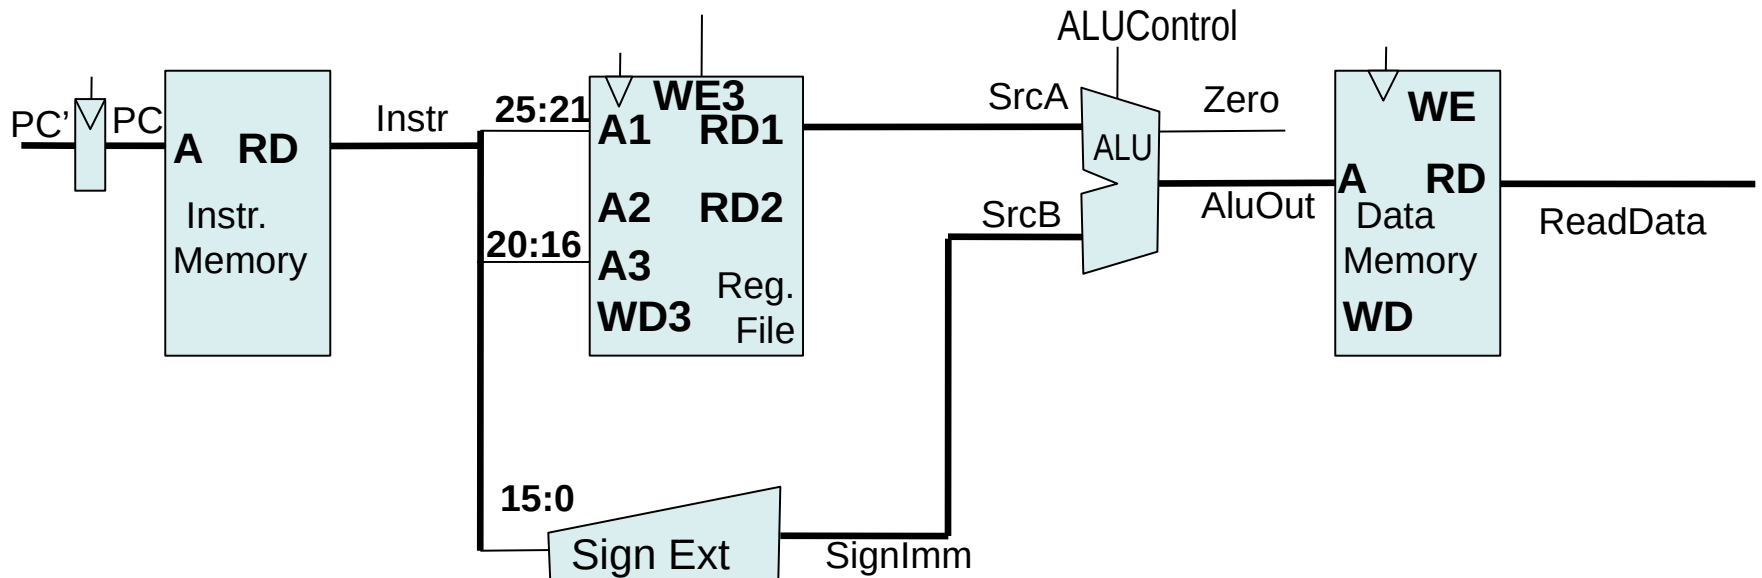 ALUControl
PC'
PC
A RD
Instr.
Memory
Instr
25:21
20:16
15:0
WE3
A1 RD1
A2 RD2
A3
WD3
Reg.
File
Sign Ext
SignImm
SrcA
SrcB
ALU
Zero
AluOut
WE
A RD
Data
Memory
WD
ReadData